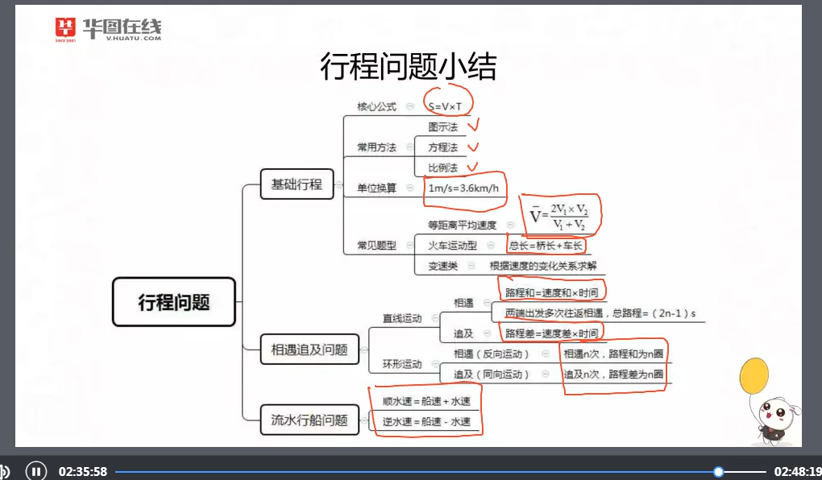 华图在线
V.HUATU.COM
行程问题小结
行程问题
基础行程
核心公式
S=V×T
常用方法
图示法
方程法
比例法
单位换算
1m/s=3.6km/h
常见题型
等距离平均速度
V̄=2V₁×V₂/V₁+V₂
火车运动型
总长=桥长+车长
变速类
根据速度的变化关系求解
相遇追及问题
直线运动
相遇
路程和=速度和×时间
两端出发多次往返相遇，总路程=（2n-1）s
追及
路程差=速度差×时间
环形运动
相遇（反向运动）
相遇n次，路程和为n圈
追及（同向运动）
追及n次，路程差为n圈
流水行船问题
顺水速=船速+水速
逆水速=船速-水速
02:35:58
02:48:19